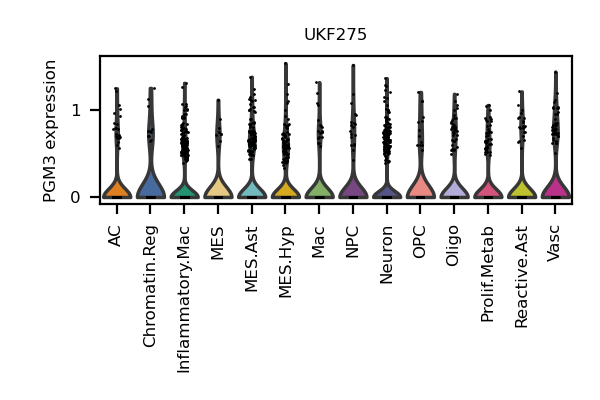 UKF275
PGM3 expression
1
0
AC
Chromatin.Reg
Inflammatory.Mac
MES
MES.Ast
MES.Hyp
Mac
NPC
Neuron
OPC
Oligo
Prolif.Metab
Reactive.Ast
Vasc